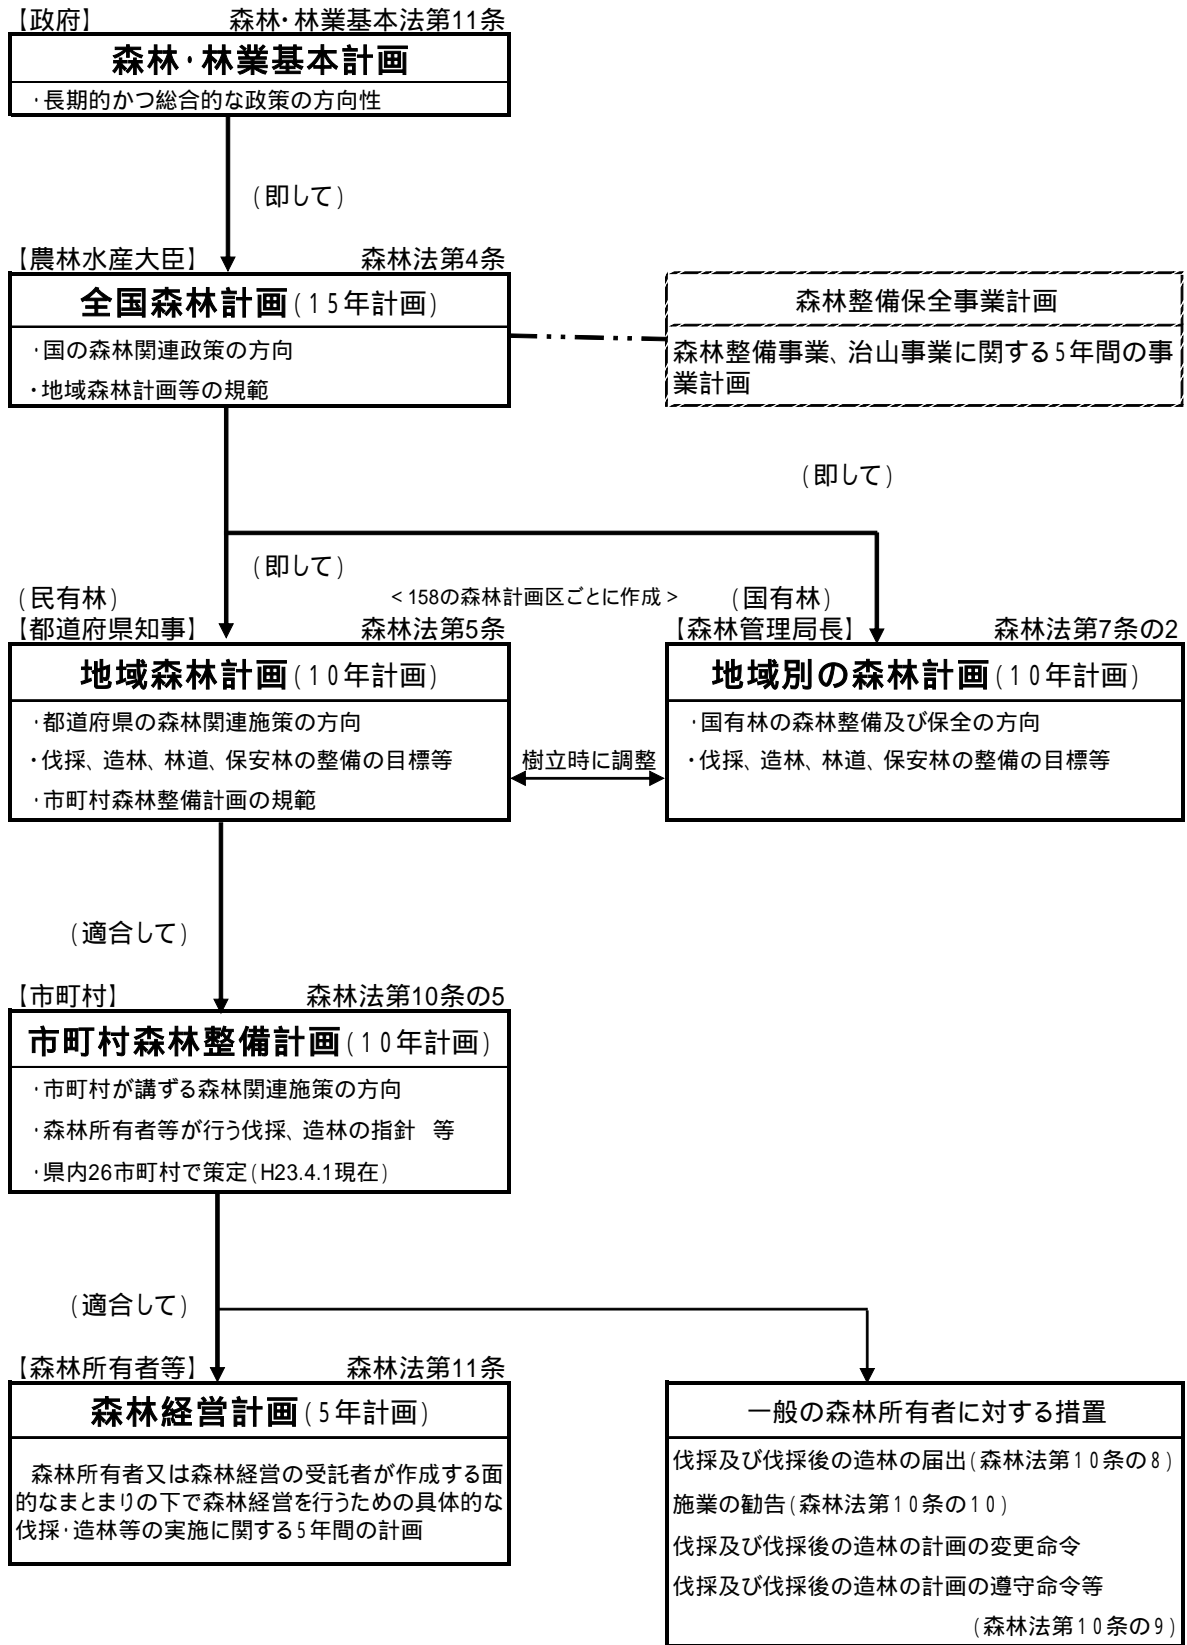 【政府】 森林・林業基本法第11条
森林・林業基本計画
・長期的かつ総合的な政策の方向性
(即して)
【農林水産大臣】 森林法第4条
全国森林計画(15年計画)
・国の森林関連政策の方向
・地域森林計画等の規範
森林整備保全事業計画
森林整備事業、治山事業に関する5年間の事
業計画
(即して)
(即して)
(民有林) <158の森林計画区ごとに作成> (国有林)
【都道府県知事】 森林法第5条
地域森林計画(10年計画)
・都道府県の森林関連施策の方向
・伐採、造林、林道、保安林の整備の目標等
・市町村森林整備計画の規範
樹立時に調整
【森林管理局長】 森林法第7条の2
地域別の森林計画(10年計画)
・国有林の森林整備及び保全の方向
・伐採、造林、林道、保安林の整備の目標等
(適合して)
【市町村】 森林法第10条の5
市町村森林整備計画(10年計画)
・市町村が講ずる森林関連施策の方向
・森林所有者等が行う伐採、造林の指針 等
・県内26市町村で策定(H23.4.1現在)
(適合して)
【森林所有者等】 森林法第11条
森林経営計画(5年計画)
森林所有者又は森林経営の受託者が作成する面
的なまとまりの下で森林経営を行うための具体的な
伐採・造林等の実施に関する5年間の計画
一般の森林所有者に対する措置
伐採及び伐採後の造林の届出(森林法第10条の8)
施業の勧告(森林法第10条の10)
伐採及び伐採後の造林の計画の変更命令
伐採及び伐採後の造林の計画の遵守命令等
(森林法第10条の9)